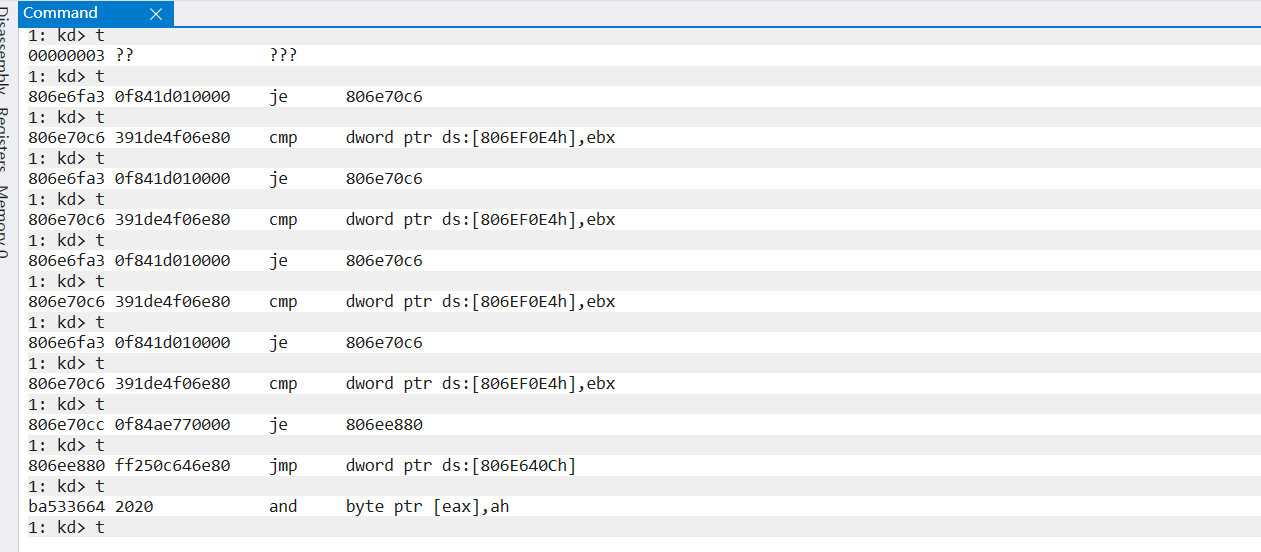 Command
1: kd> t
00000003 ?? ???
1: kd> t
806e6fa3 0f841d010000 je 806e70c6
1: kd> t
806e70c6 391de4f06e80 cmp dword ptr ds:[806EF0E4h],ebx
1: kd> t
806e6fa3 0f841d010000 je 806e70c6
1: kd> t
806e70c6 391de4f06e80 cmp dword ptr ds:[806EF0E4h],ebx
1: kd> t
806e6fa3 0f841d010000 je 806e70c6
1: kd> t
806e70c6 391de4f06e80 cmp dword ptr ds:[806EF0E4h],ebx
1: kd> t
806e6fa3 0f841d010000 je 806e70c6
1: kd> t
806e70c6 391de4f06e80 cmp dword ptr ds:[806EF0E4h],ebx
1: kd> t
806e70cc 0f84ae770000 je 806ee880
1: kd> t
806ee880 ff250c646e80 jmp dword ptr ds:[806E640Ch]
1: kd> t
ba533664 2020 and byte ptr [eax],ah
1: kd> t
Disassembly
Registers
Memory 0